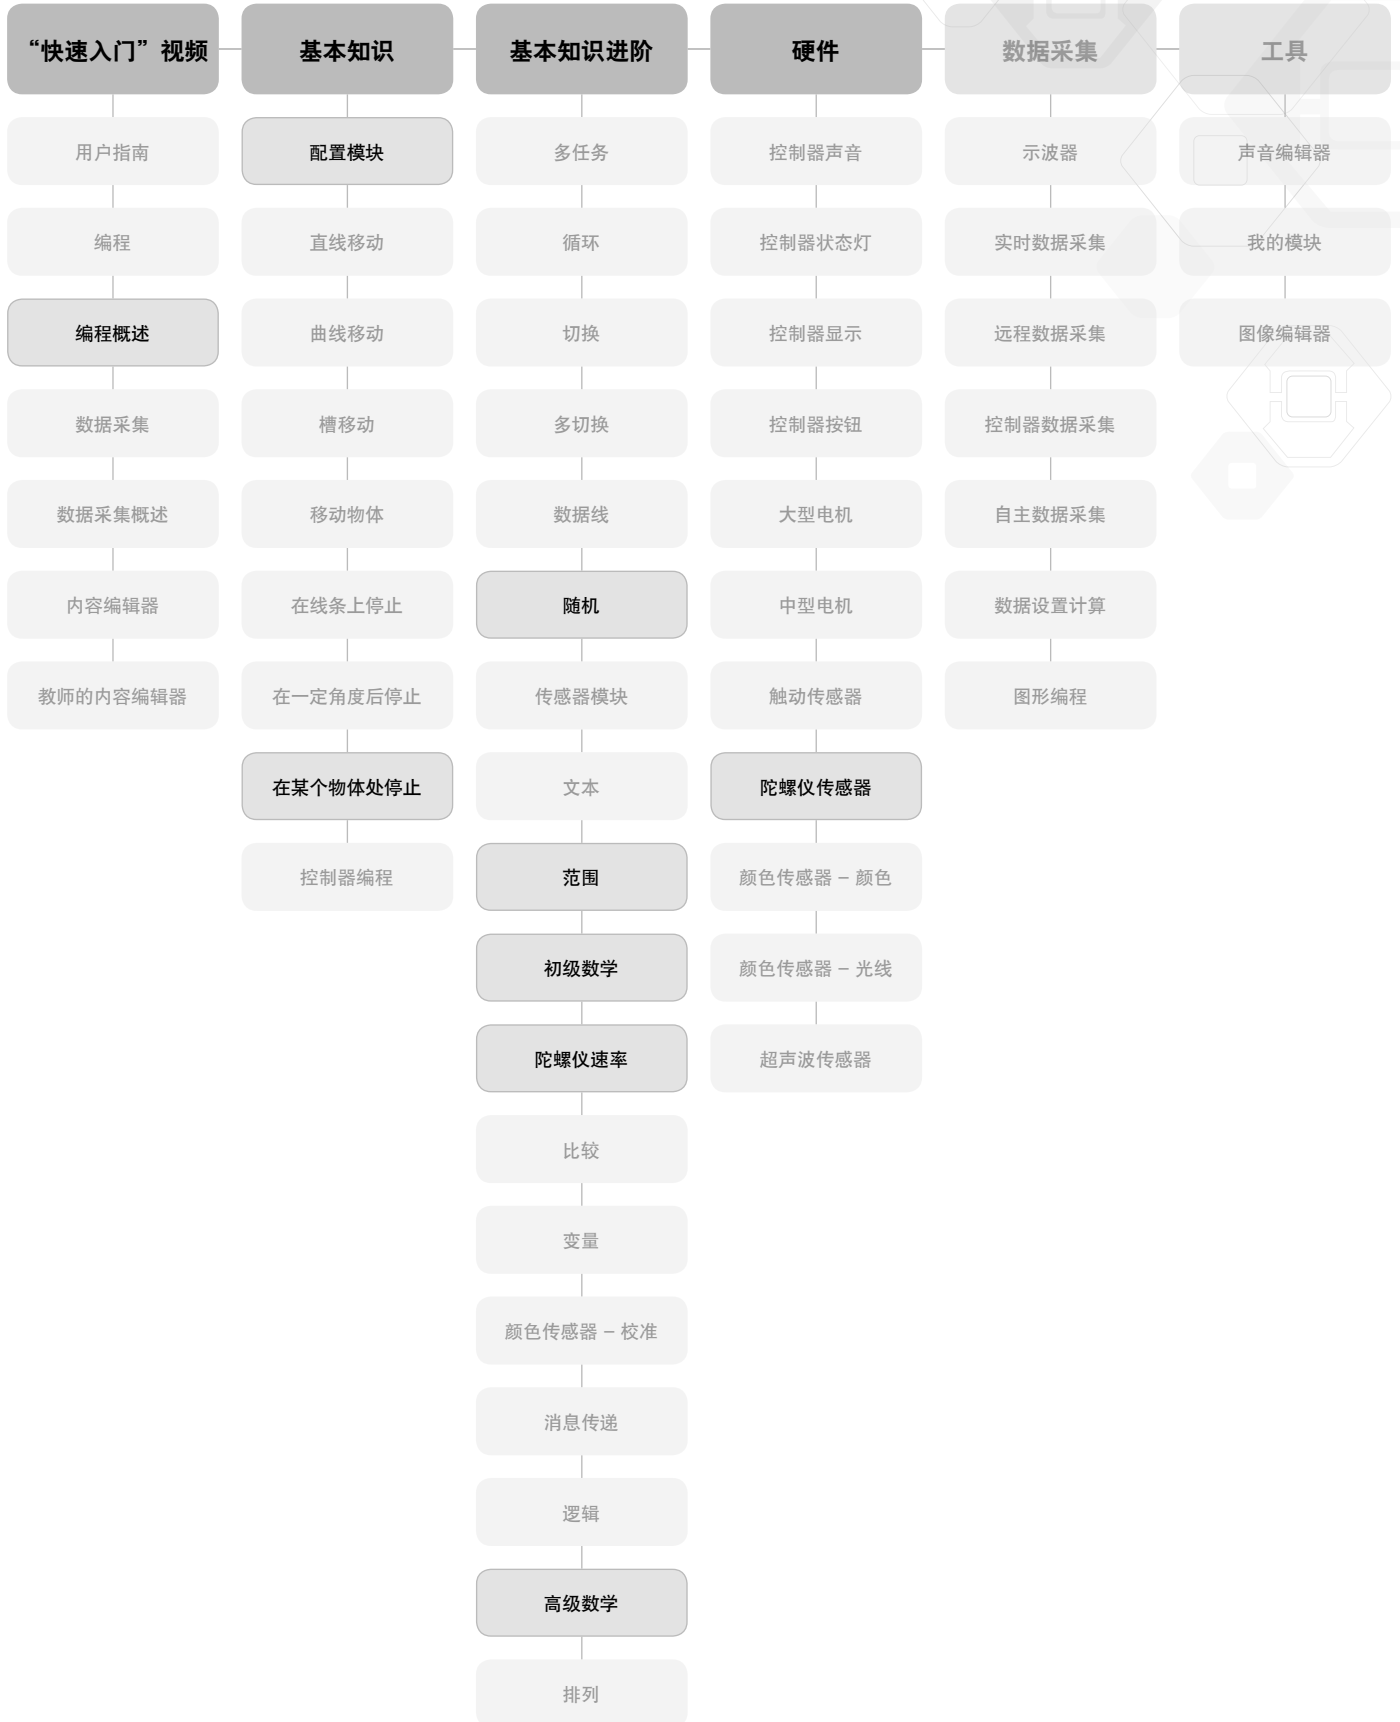 “快速入门”视频
基本知识
基本知识进阶
硬件
数据采集
工具
用户指南
编程
编程概述
数据采集
数据采集概述
内容编辑器
教师的内容编辑器
配置模块
直线移动
曲线移动
槽移动
移动物体
在线条上停止
在一定角度后停止
在某个物体处停止
控制器编程
多任务
循环
切换
多切换
数据线
随机
传感器模块
文本
范围
初级数学
陀螺仪速率
比较
变量
颜色传感器 – 校准
消息传递
逻辑
高级数学
排列
控制器声音
控制器状态灯
控制器显示
控制器按钮
大型电机
中型电机
触动传感器
陀螺仪传感器
颜色传感器 – 颜色
颜色传感器 – 光线
超声波传感器
示波器
实时数据采集
远程数据采集
控制器数据采集
自主数据采集
数据设置计算
图形编程
声音编辑器
我的模块
图像编辑器